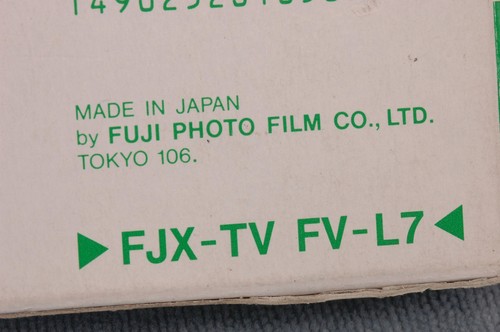 MADE IN JAPAN
by FUJI PHOTO FILM CO., LTD.
TOKYO 106.
▶ FJX-TV FV-L7 ◀